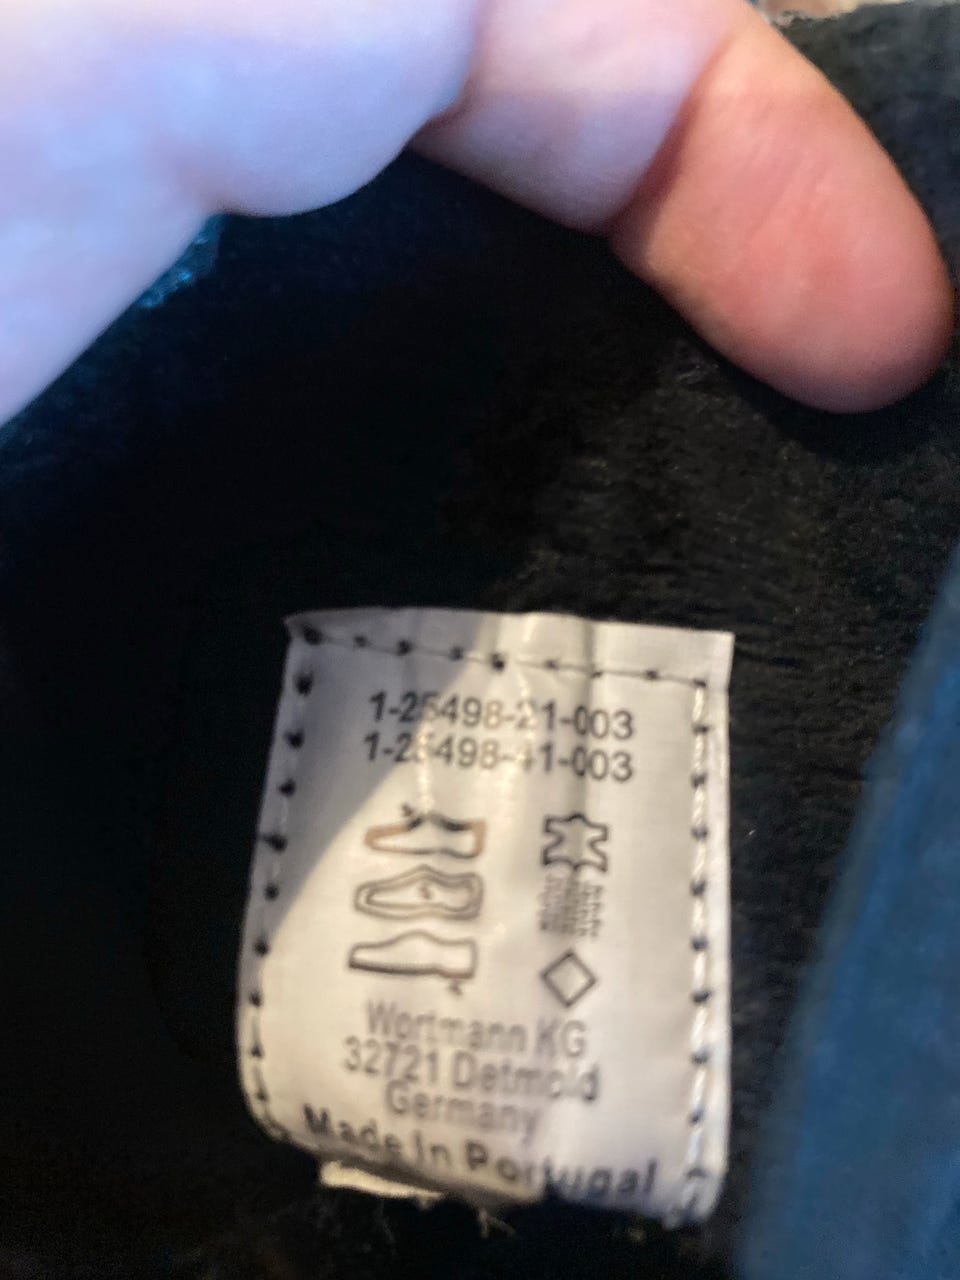 1-25498-21-003
1-25498-41-003
Wortmann KG
32721 Detmold
Germany
Made in Portugal